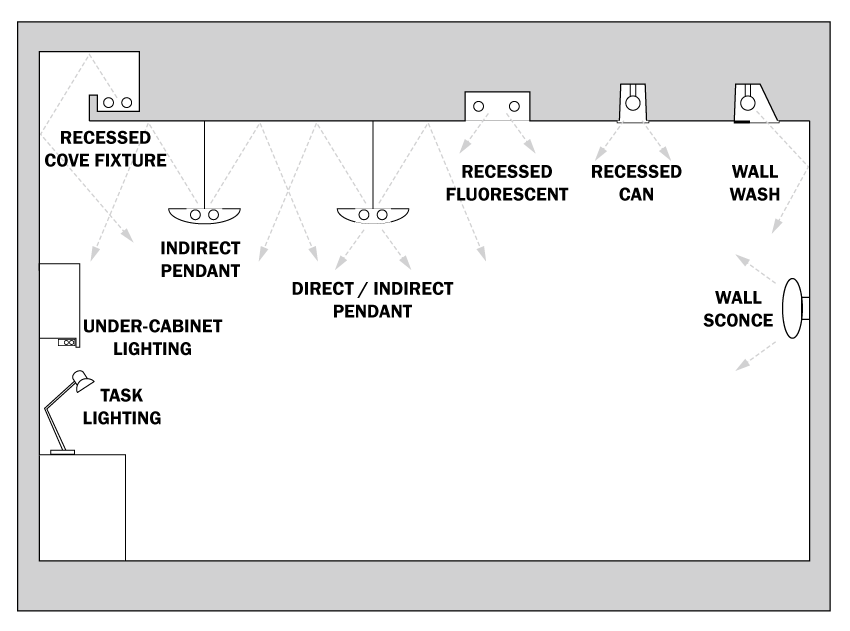 RECESSED
COVE FIXTURE
INDIRECT
PENDANT
DIRECT / INDIRECT
PENDANT
RECESSED
FLUORESCENT
RECESSED
CAN
WALL
WASH
WALL
SCONCE
UNDER-CABINET
LIGHTING
TASK
LIGHTING